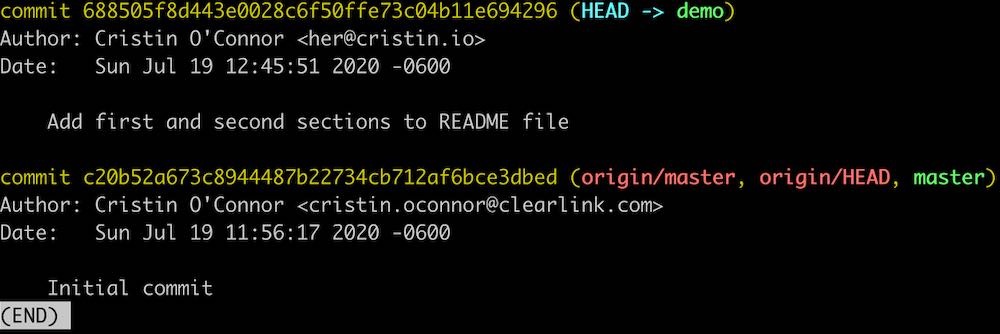 commit 688505f8d443e0028c6f50ffe73c04b11e694296 (HEAD -> demo)
Author: Cristin O'Connor <her@cristin.io>
Date:   Sun Jul 19 12:45:51 2020 -0600
    Add first and second sections to README file
commit c20b52a673c8944487b22734cb712af6bce3dbed (origin/master, origin/HEAD, master)
Author: Cristin O'Connor <cristin.oconnor@clearlink.com>
Date:   Sun Jul 19 11:56:17 2020 -0600
    Initial commit
(END)